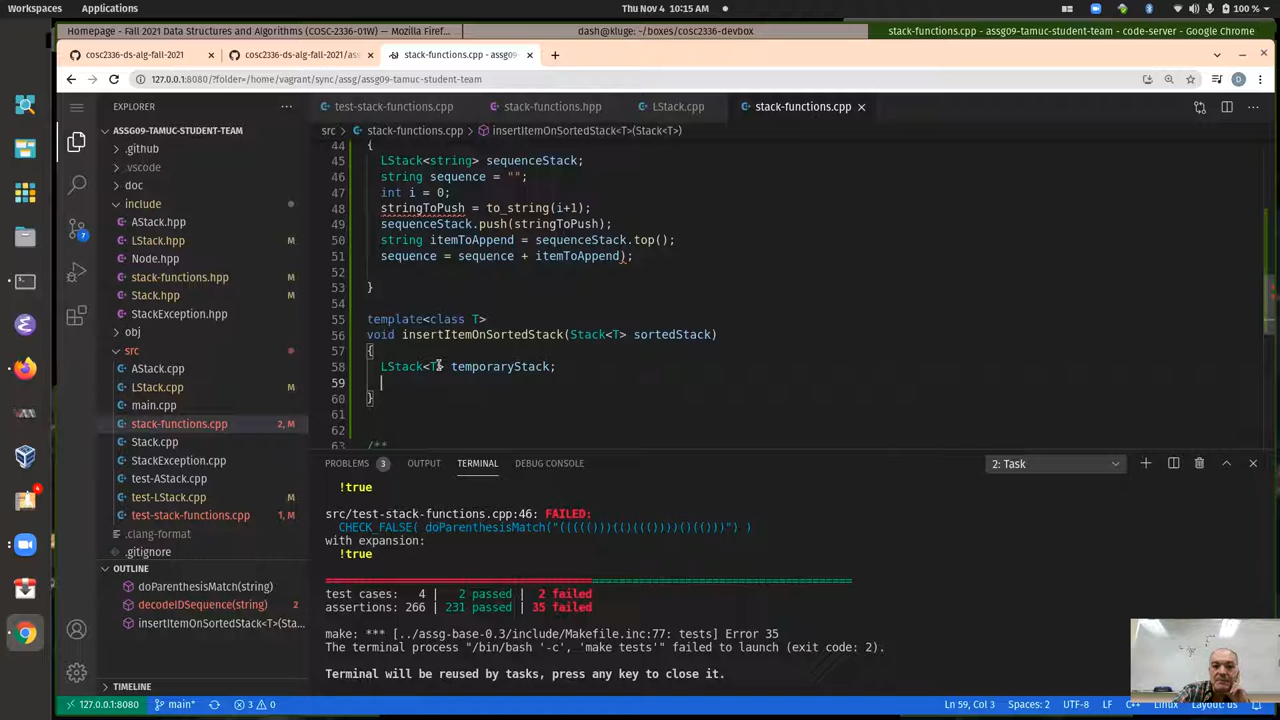 Workspaces Applications Thu Nov 4 10:15 AM 100 %
Homepage - Fall 2021 Data Structures and Algorithms (COSC-2336-01W) — Mozilla Firef... dash@kluge: ~/boxes/cosc2336-devbox stack-functions.cpp - assg09-tamuc-student-team - code-server - Google Chrome
cosc2336-ds-alg-fall-2021 cosc2336-ds-alg-fall-2021/ass stack-functions.cpp - assg09-
127.0.0.1:8080/?folder=/home/vagrant/sync/assg/assg09-tamuc-student-team
EXPLORER
ASSG09-TAMUC-STUDENT-TEAM
.github
.vscode
doc
include
AStack.hpp
LStack.hpp M
Node.hpp
stack-functions.hpp M
Stack.hpp M
StackException.hpp
obj
src
AStack.cpp
LStack.cpp M
main.cpp
stack-functions.cpp 2, M
Stack.cpp
StackException.cpp
test-AStack.cpp
test-LStack.cpp M
test-stack-functions.cpp 1, M
.clang-format
.gitignore
OUTLINE
doParenthesisMatch(string)
decodeIDSequence(string) 2
insertItemOnSortedStack<T>(Sta...
TIMELINE
7
test-stack-functions.cpp stack-functions.hpp LStack.cpp stack-functions.cpp
src > stack-functions.cpp > insertItemOnSortedStack<T>(Stack<T>)
44 {
45 LStack<string> sequenceStack;
46 string sequence = "";
47 int i = 0;
48 stringToPush = to_string(i+1);
49 sequenceStack.push(stringToPush);
50 string itemToAppend = sequenceStack.top();
51 sequence = sequence + itemToAppend);
52
53 }
54
55 template<class T>
56 void insertItemOnSortedStack(Stack<T> sortedStack)
57 {
58 LStack<T> temporaryStack;
59
60 }
61
62
63 /**
PROBLEMS 3 OUTPUT TERMINAL DEBUG CONSOLE 2: Task
!true
src/test-stack-functions.cpp:46: FAILED:
with expansion:
!true
test cases: 4 | 2 passed | 2 failed
assertions: 266 | 231 passed | 35 failed
make: *** [../assg-base-0.3/include/Makefile.inc:77: tests] Error 35
The terminal process "/bin/bash '-c', 'make tests'" failed to launch (exit code: 2).
Terminal will be reused by tasks, press any key to close it.
127.0.0.1:8080 main* 3 0 Ln 59, Col 3 Spaces: 2 UTF-8 LF C++ Linux Layout: us